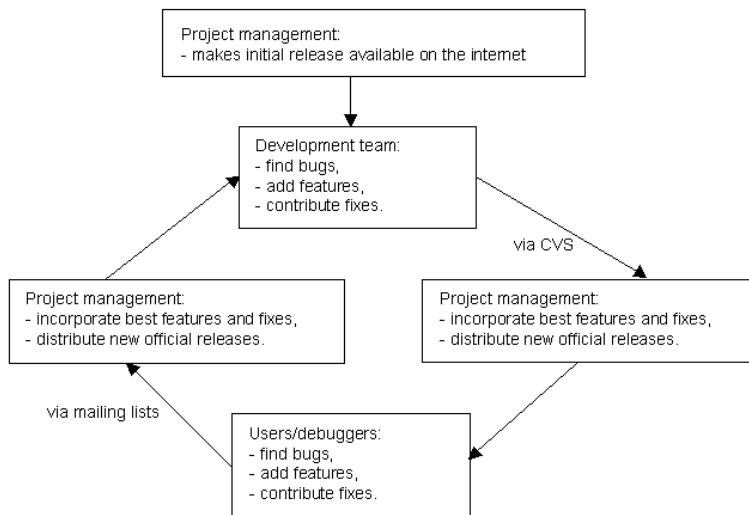 Project management:
- makes initial release available on the internet
Development team:
- find bugs,
- add features,
- contribute fixes.
via CVS
Project management:
- incorporate best features and fixes,
- distribute new official releases.
Project management:
- incorporate best features and fixes,
- distribute new official releases.
via mailing lists
Users/debuggers:
- find bugs,
- add features,
- contribute fixes.